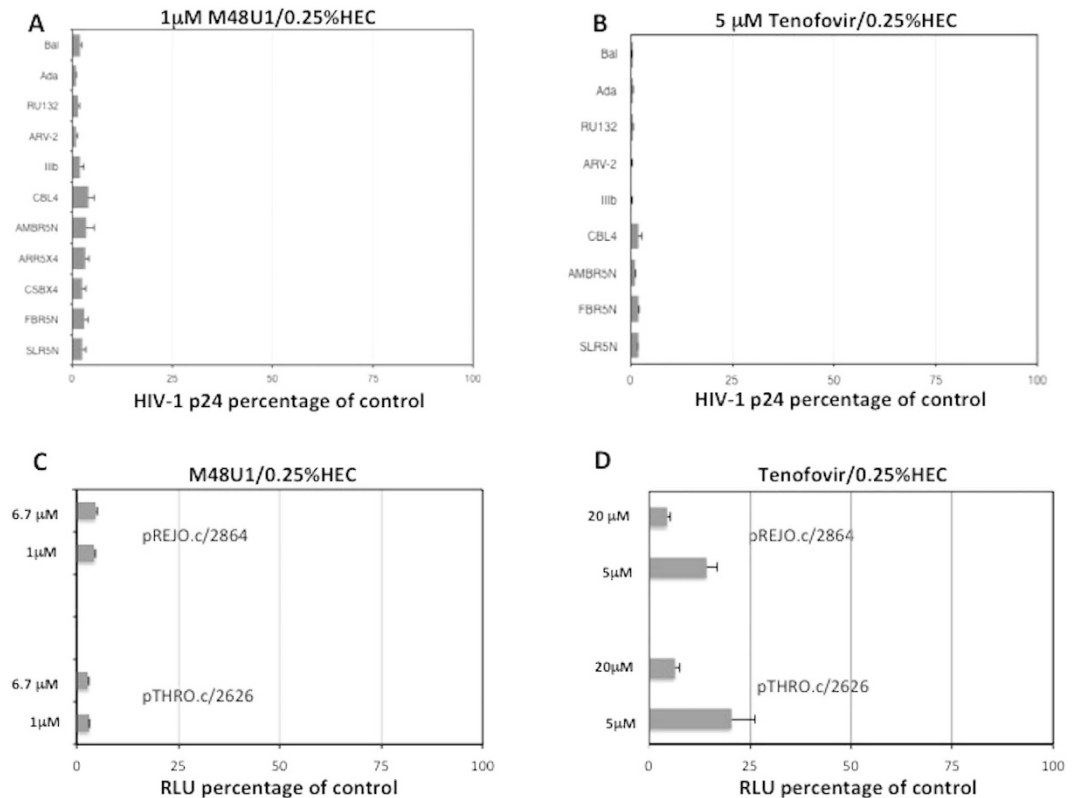 A
1μM M48U1/0.25%HEC
Bal
Ada
RU132
ARV-2
IIIb
CBL4
AMBR5N
ARR5X4
CSBX4
FBR5N
SLR5N
0 25 50 75 100
HIV-1 p24 percentage of control
B
5 μM Tenofovir/0.25%HEC
Bal
Ada
RU132
ARV-2
IIIb
CBL4
AMBR5N
FBR5N
SLR5N
0 25 50 75 100
HIV-1 p24 percentage of control
C
M48U1/0.25%HEC
6.7 μM
pREJO.c/2864
1μM
6.7 μM
pTHRO.c/2626
1μM
0 25 50 75 100
RLU percentage of control
D
Tenofovir/0.25%HEC
20 μM
pREJO.c/2864
5μM
20μM
pTHRO.c/2626
5μM
0 25 50 75 100
RLU percentage of control